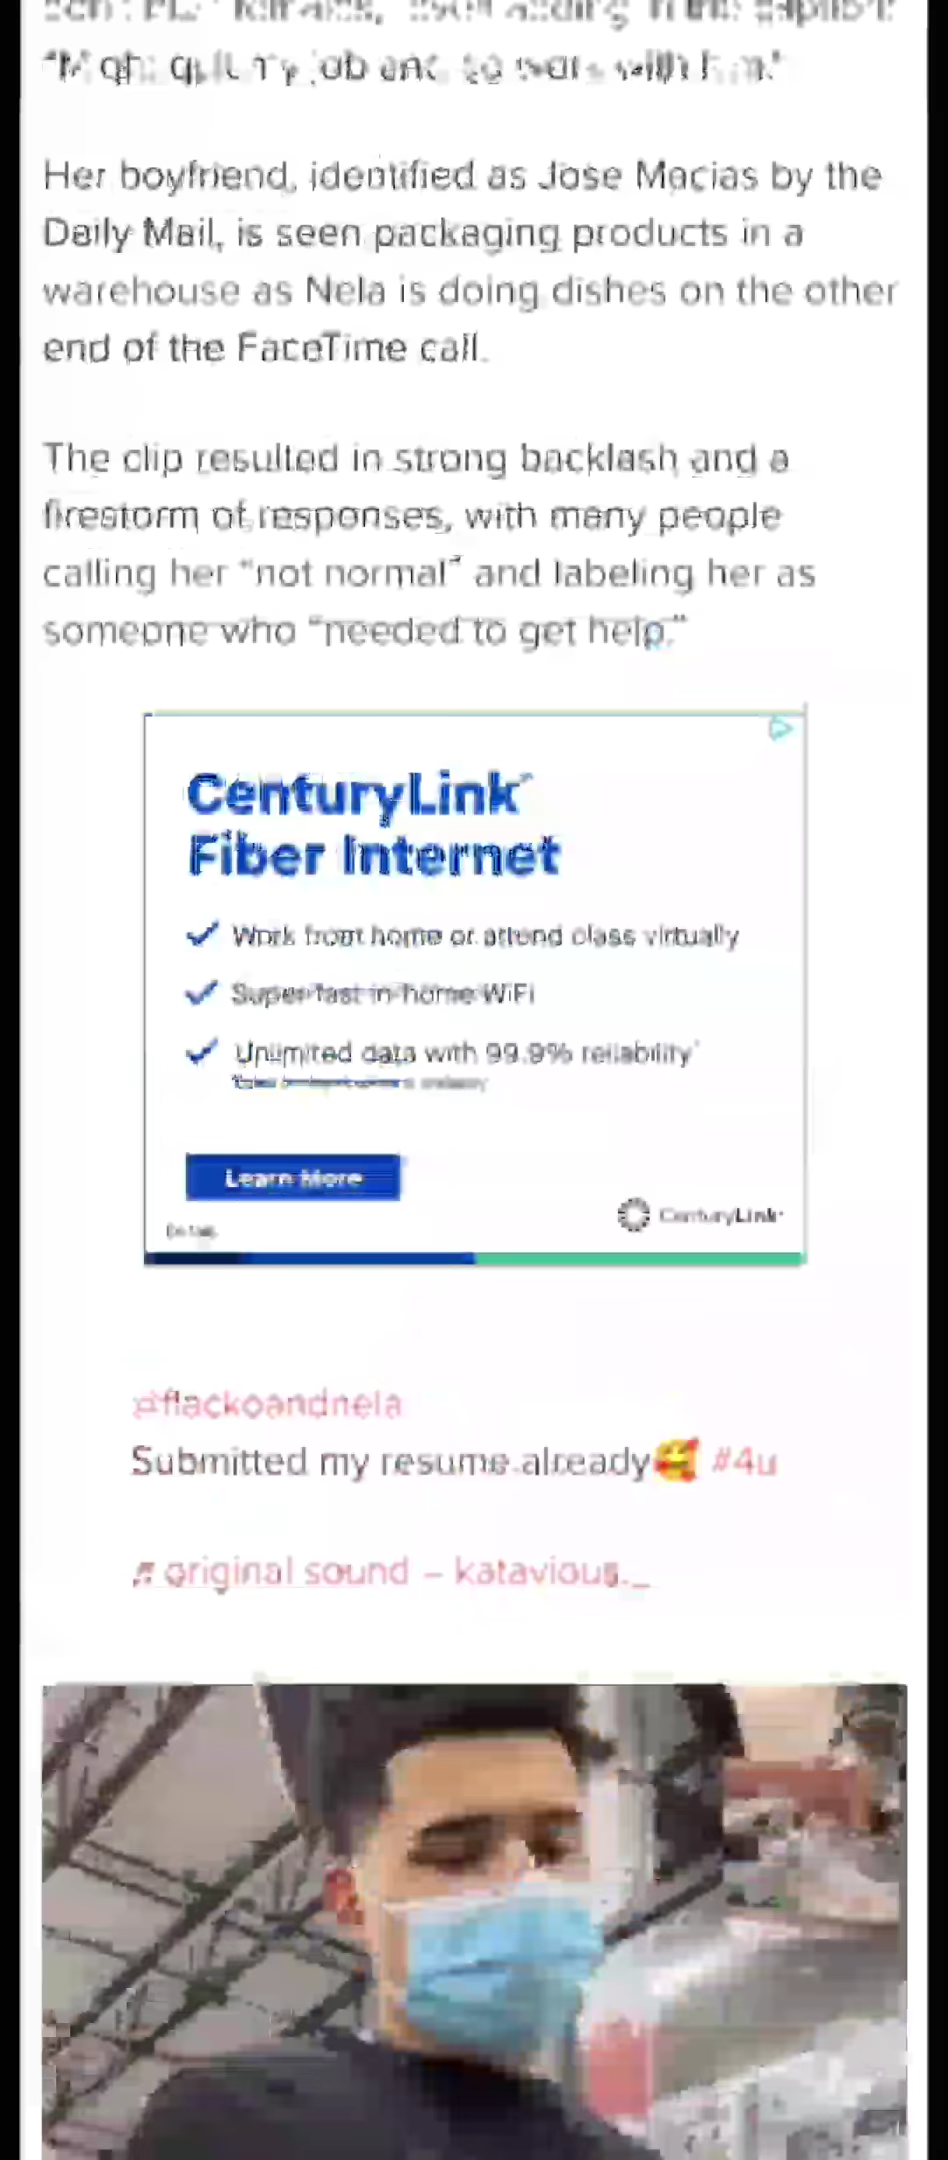 Her boyfriend, identified as Jose Macias by the
Daily Mail, is seen packaging products in a
warehouse as Nela is doing dishes on the other
end of the FaceTime call.
The clip resulted in strong backlash and a
firestorm of responses, with many people
calling her “not normal” and labeling her as
someone who “needed to get help.”
CenturyLink
Fiber Internet
Work from home or attend class virtually
Super-fast in-home WiFi
Unlimited data with 99.9% reliability
Learn More
CenturyLink
@flackoandnela
Submitted my resume already🥰 #4u
♬ original sound – katavious._